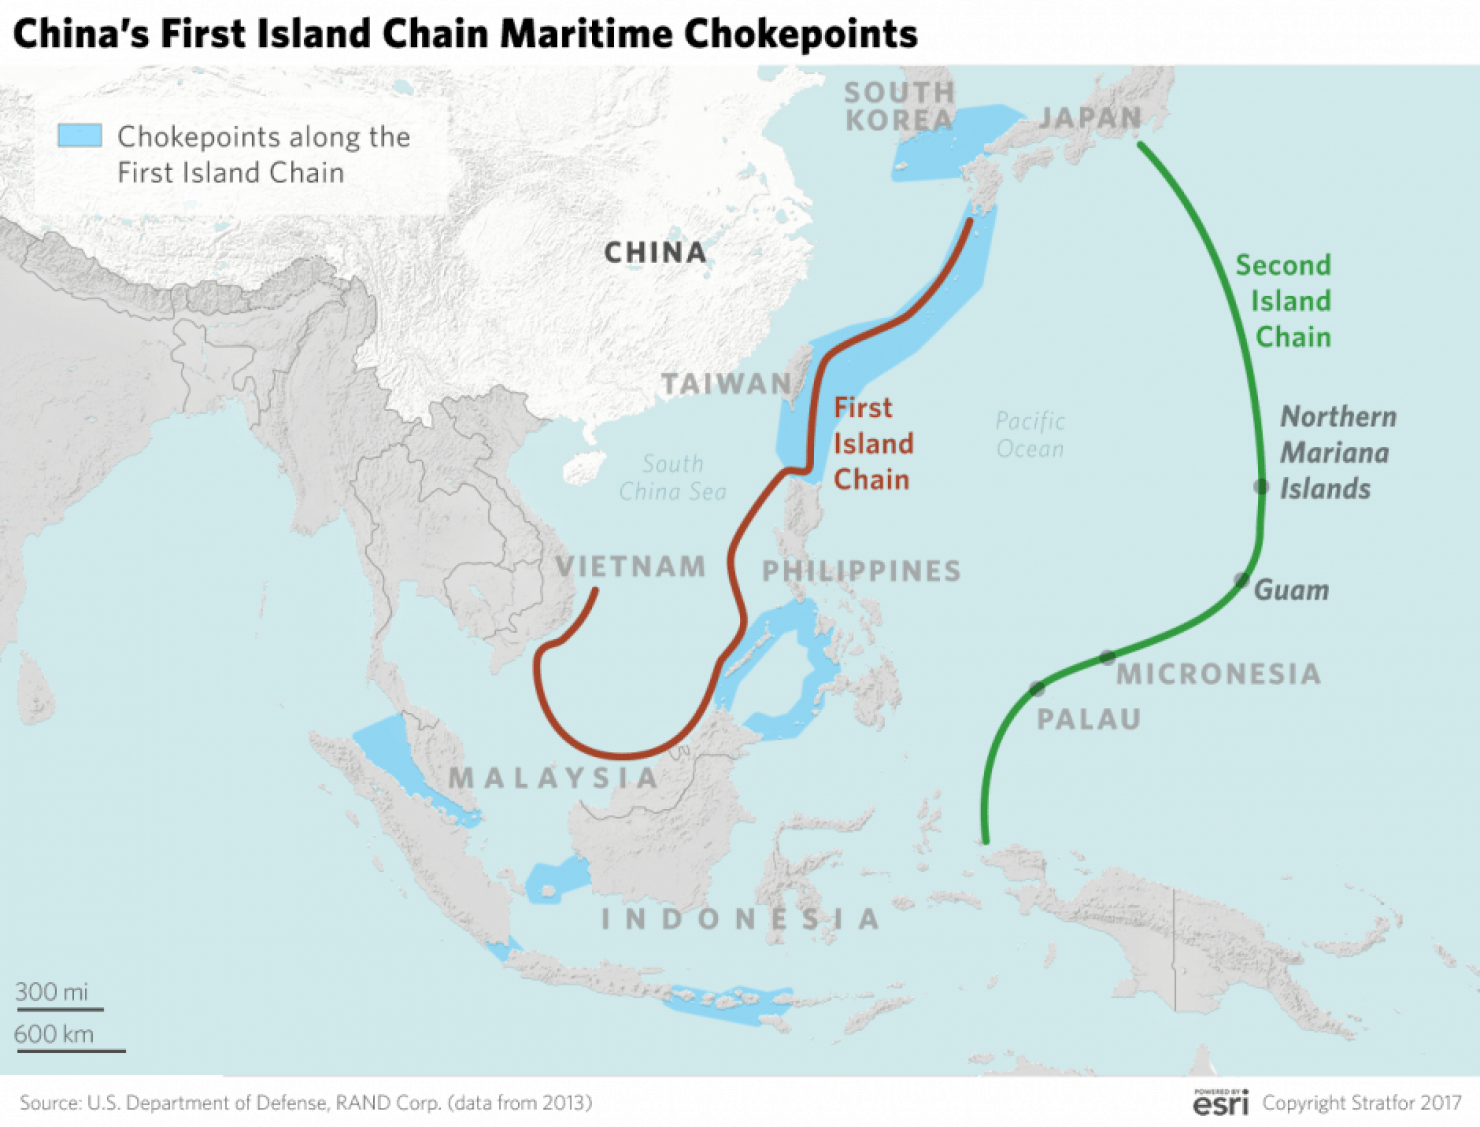 China's First Island Chain Maritime Chokepoints
Chokepoints along the
First Island Chain
SOUTH
KOREA
JAPAN
CHINA
Second
Island
Chain
TAIWAN
First
Island
Chain
Pacific
Ocean
Northern
Mariana
Islands
South
China Sea
VIETNAM
PHILIPPINES
Guam
MICRONESIA
PALAU
MALAYSIA
INDONESIA
300 mi
600 km
Source: U.S. Department of Defense, RAND Corp. (data from 2013)
POWERED BY
esri
Copyright Stratfor 2017